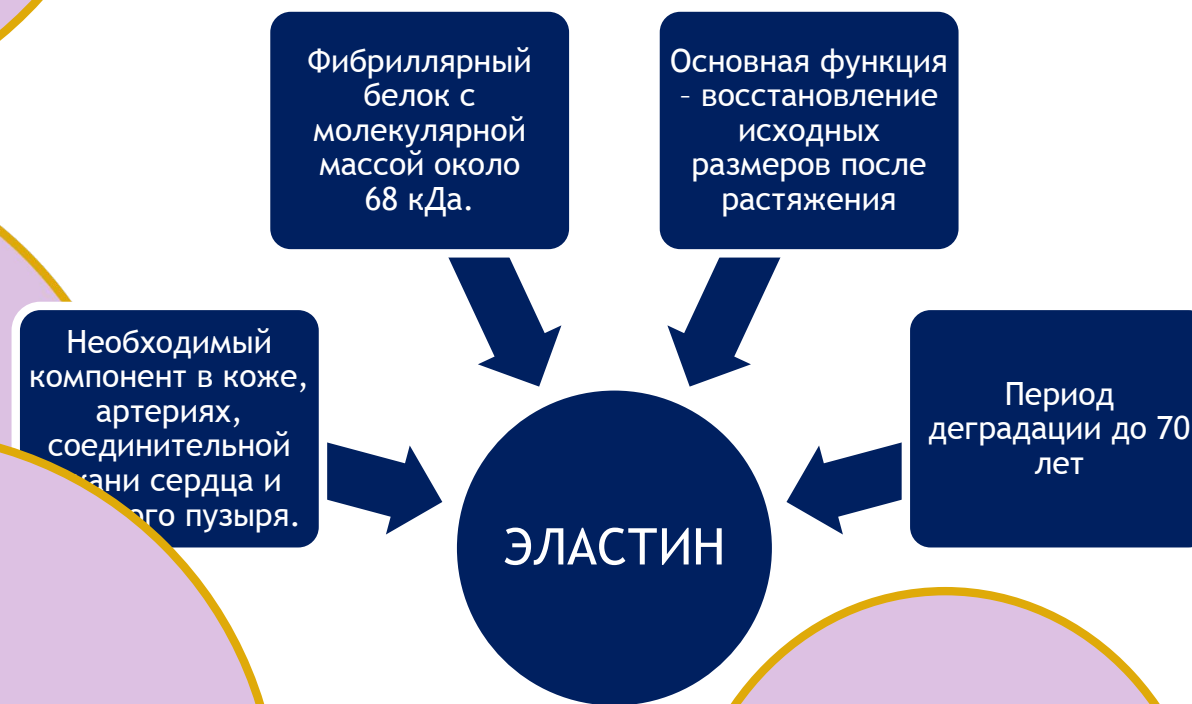 Фибриллярный
белок с
молекулярной
массой около
68 кДа.
Основная функция
– восстановление
исходных
размеров после
растяжения
Необходимый
компонент в коже,
артериях,
соединительной
сердца и
пузыря.
Период
деградации до 70
лет
ЭЛАСТИН